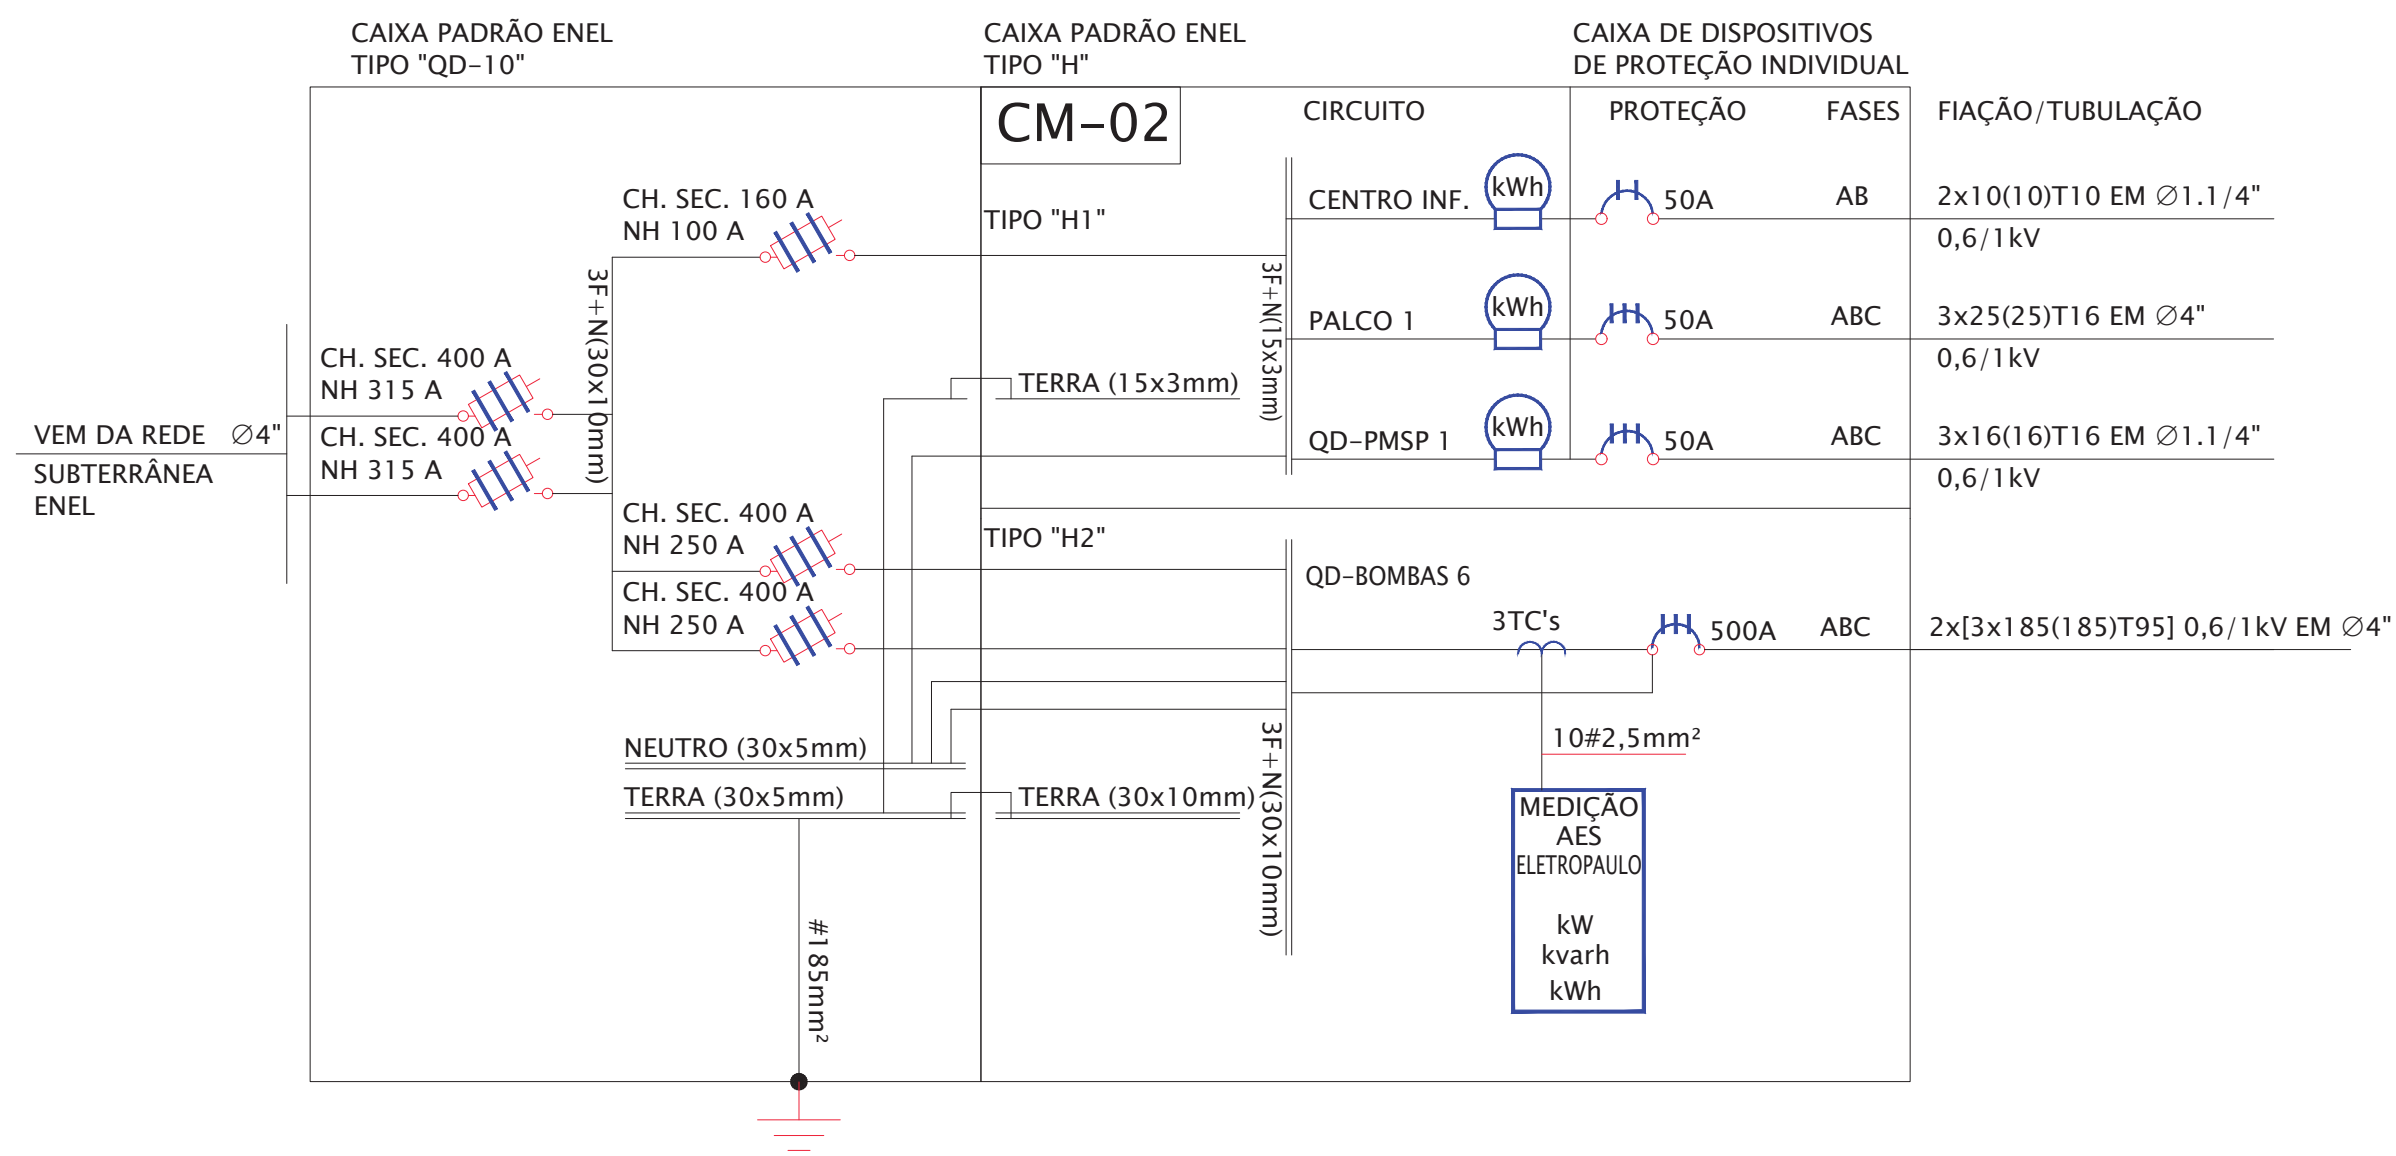 CAIXA PADRÃO ENEL
TIPO "QD-10"
CAIXA PADRÃO ENEL
TIPO "H"
CAIXA DE DISPOSITIVOS
DE PROTEÇÃO INDIVIDUAL
CM-02
CIRCUITO
PROTEÇÃO
FASES
FIAÇÃO/TUBULAÇÃO
CH. SEC. 160 A
NH 100 A
TIPO "H1"
CENTRO INF.
kWh
50A
AB
2x10(10)T10 EM Ø1.1/4"
0,6/1kV
3F+N(30x10mm)
3F+N(15x3mm)
PALCO 1
kWh
50A
ABC
3x25(25)T16 EM Ø4"
0,6/1kV
CH. SEC. 400 A
NH 315 A
TERRA (15x3mm)
VEM DA REDE Ø4"
SUBTERRÂNEA
ENEL
CH. SEC. 400 A
NH 315 A
QD-PMSP 1
kWh
50A
ABC
3x16(16)T16 EM Ø1.1/4"
0,6/1kV
CH. SEC. 400 A
NH 250 A
TIPO "H2"
QD-BOMBAS 6
CH. SEC. 400 A
NH 250 A
3TC's
500A
ABC
2x[3x185(185)T95] 0,6/1kV EM Ø4"
NEUTRO (30x5mm)
3F+N(30x10mm)
10#2,5mm²
TERRA (30x5mm)
TERRA (30x10mm)
MEDIÇÃO
AES
ELETROPAULO
kW
kvarh
kWh
#185mm²